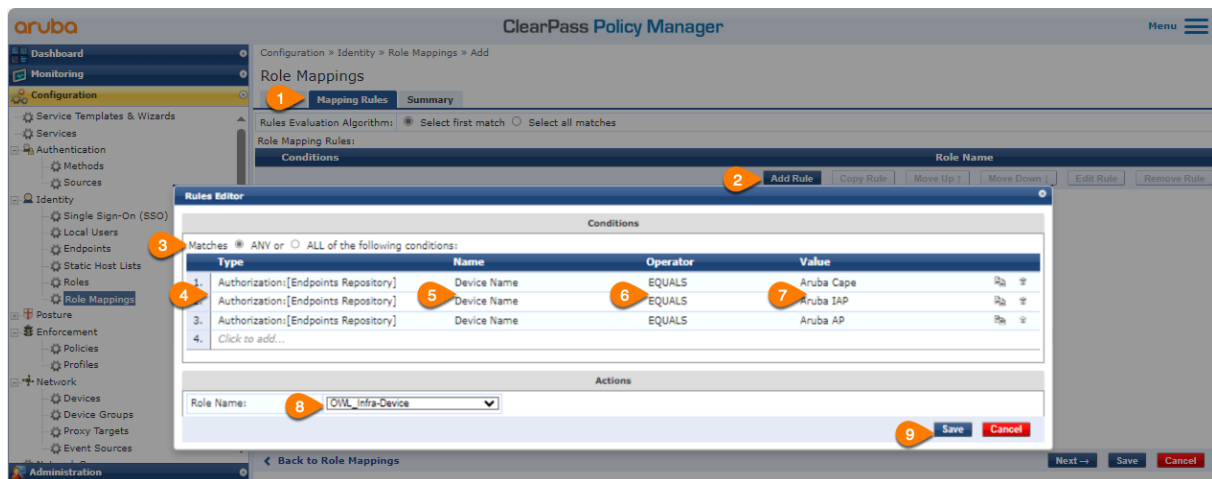 aruba
ClearPass Policy Manager
Menu
Dashboard
Monitoring
Configuration
Service Templates & Wizards
Services
Authentication
Methods
Sources
Identity
Single Sign-On (SSO)
Local Users
Endpoints
Static Host Lists
Roles
Role Mappings
Posture
Enforcement
Policies
Profiles
Network
Devices
Device Groups
Proxy Targets
Event Sources
Administration
Configuration » Identity » Role Mappings » Add
Role Mappings
1 Mapping Rules Summary
Rules Evaluation Algorithm: Select first match Select all matches
Role Mapping Rules:
Conditions Role Name
2 Add Rule Copy Rule Move Up ↑ Move Down ↓ Edit Rule Remove Rule
Rules Editor
Conditions
3 Matches ANY or ALL of the following conditions:
Type Name Operator Value
1. Authorization:[Endpoints Repository] Device Name EQUALS Aruba Cape
4 5 6 7
Authorization:[Endpoints Repository] Device Name EQUALS Aruba IAP
3. Authorization:[Endpoints Repository] Device Name EQUALS Aruba AP
4. Click to add...
Actions
Role Name: 8 OWL_Infra-Device
9 Save Cancel
Back to Role Mappings Next → Save Cancel